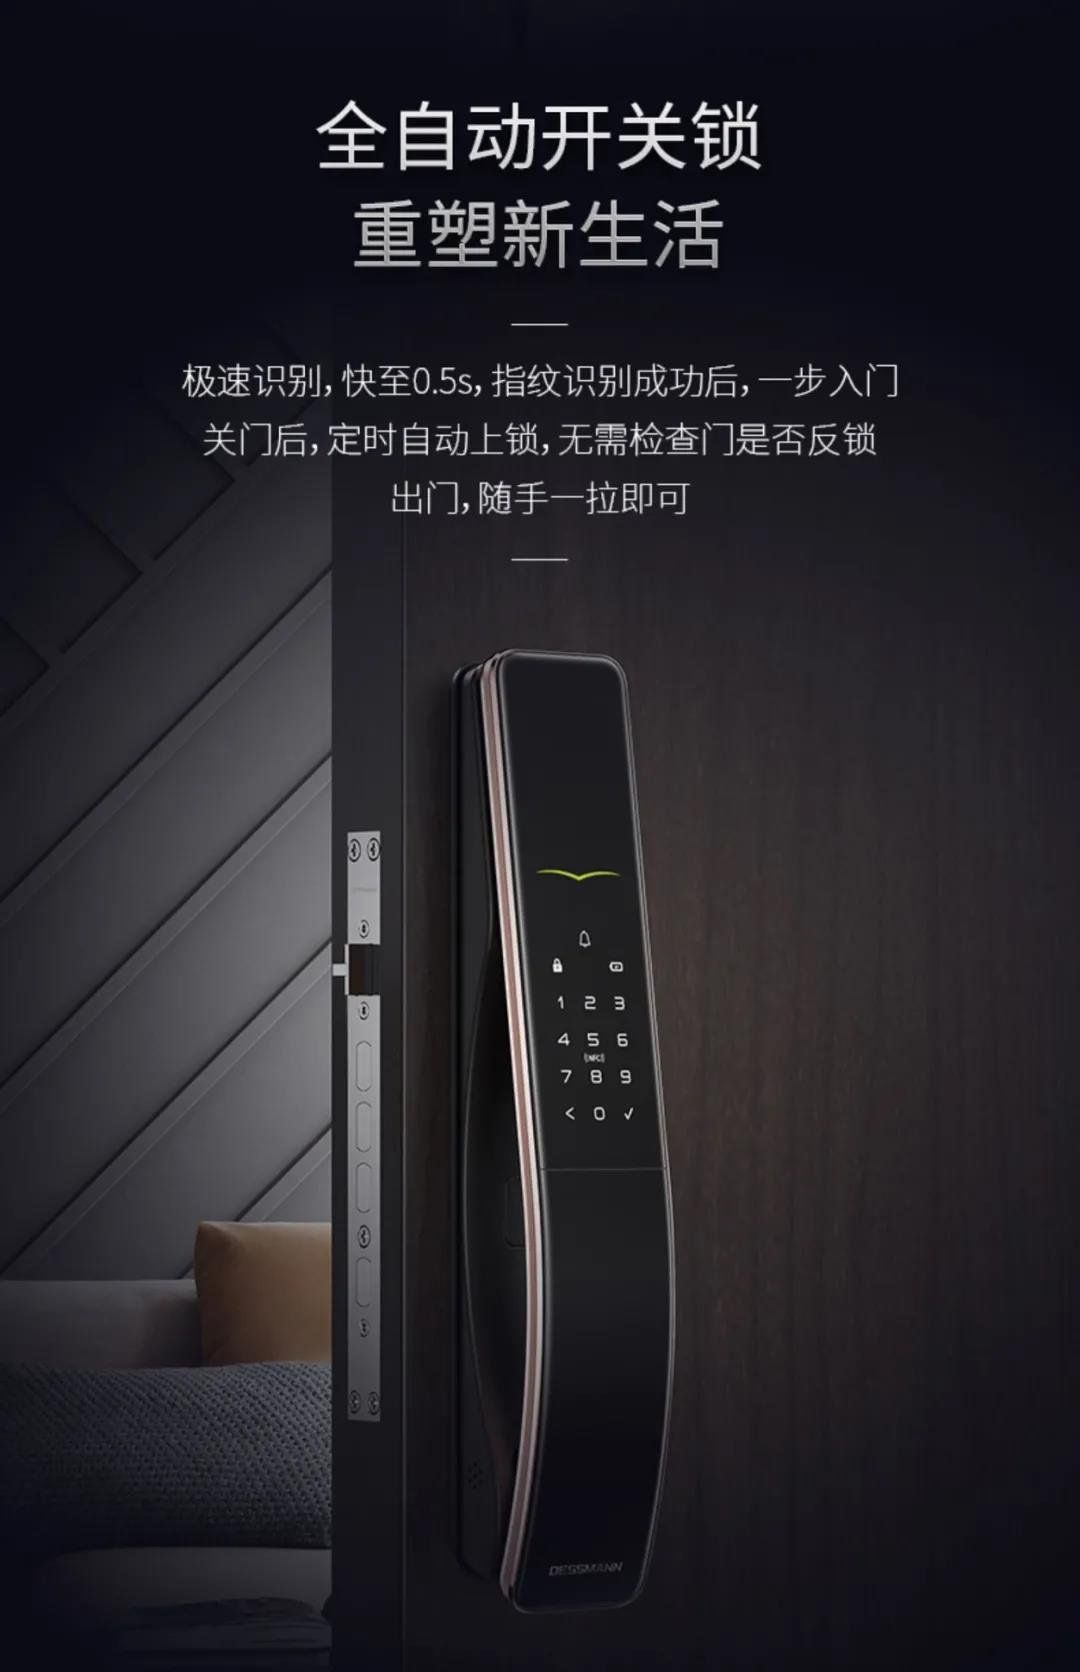 全自动开关锁
重塑新生活
极速识别，快至0.5s，指纹识别成功后，一步入门
关门后，定时自动上锁，无需检查门是否反锁
出门，随手一拉即可
1 2 3
4 5 6
(NFC)
7 8 9
< 0 ✓
DESSMANN